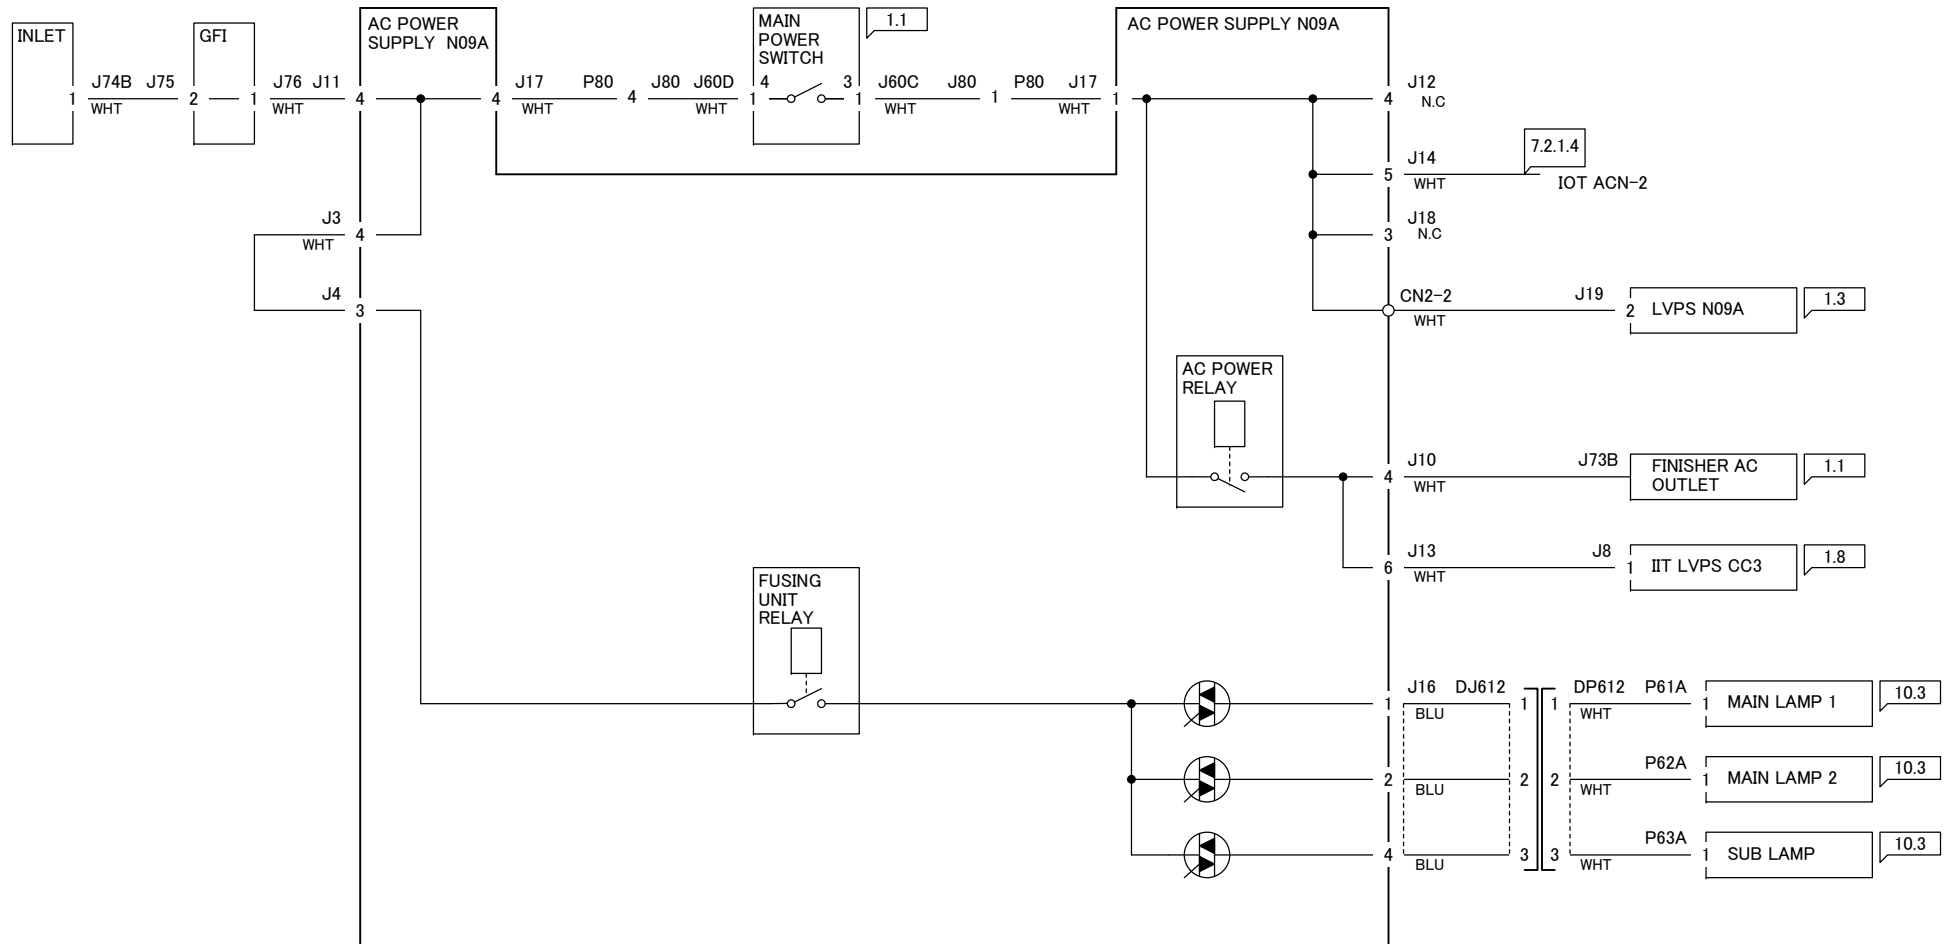 INLET
GFI
AC POWER
SUPPLY N09A
MAIN
POWER
SWITCH
1.1
AC POWER SUPPLY N09A
1 J74B J75 2 1 J76 J11 4 4 J17 P80 4 J80 J60D 1 4 3 1 J60C J80 1 P80 J17 1 4 J12
WHT WHT WHT WHT WHT WHT N.C
7.2.1.4
5 J14
WHT IOT ACN-2
J3 4
WHT
3 J18
N.C
J4 3
CN2-2 J19 2 LVPS N09A 1.3
WHT
AC POWER
RELAY
4 J10 J73B FINISHER AC
OUTLET 1.1
WHT
6 J13 J8 1 IIT LVPS CC3 1.8
WHT
FUSING
UNIT
RELAY
1 J16 DJ612 1 1 DP612 P61A 1 MAIN LAMP 1 10.3
BLU WHT
2 2 2 P62A 1 MAIN LAMP 2 10.3
BLU WHT
4 3 3 P63A 1 SUB LAMP 10.3
BLU WHT